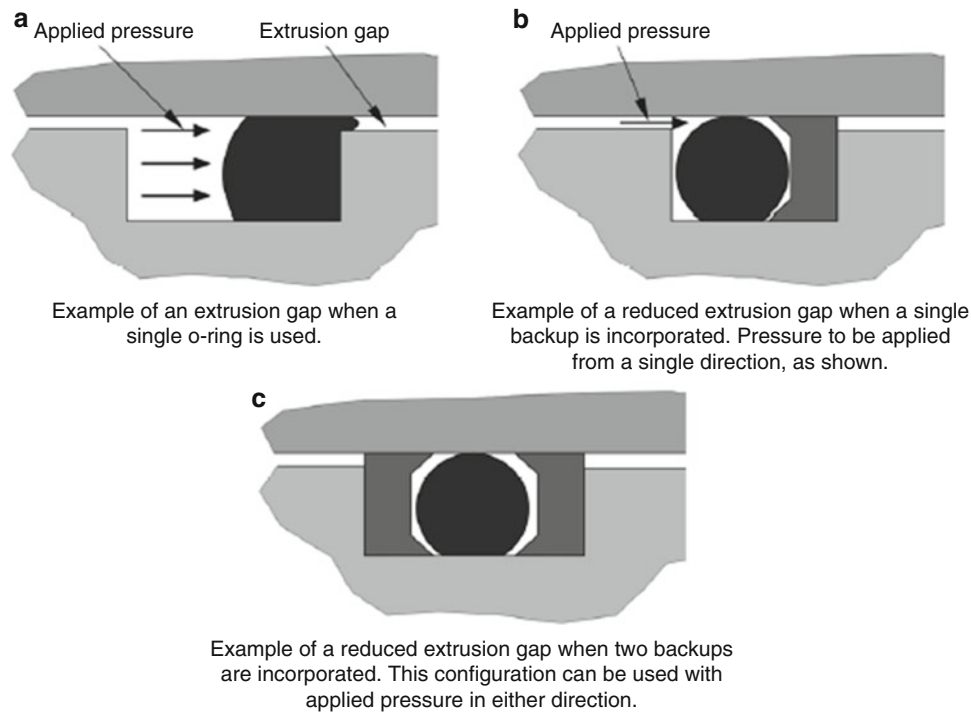 a
Applied pressure
Extrusion gap
Example of an extrusion gap when a
single o-ring is used.
b
Applied pressure
Example of a reduced extrusion gap when a single
backup is incorporated. Pressure to be applied
from a single direction, as shown.
c
Example of a reduced extrusion gap when two backups
are incorporated. This configuration can be used with
applied pressure in either direction.